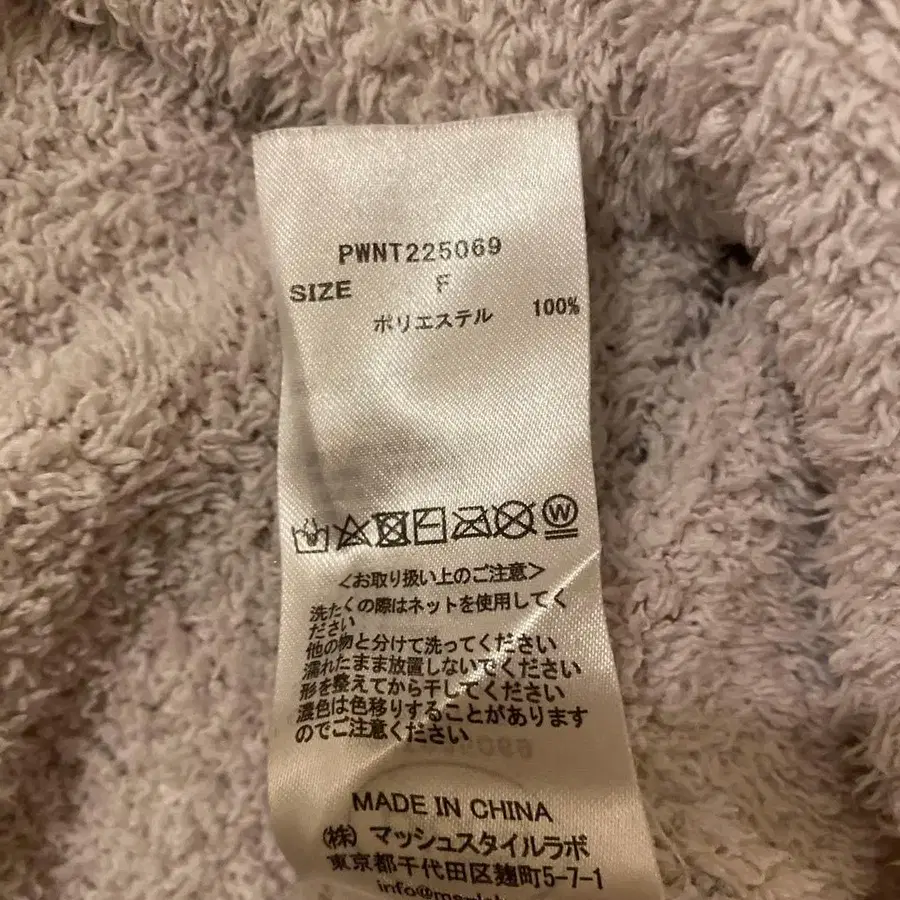 PWNT225069
SIZE F
ポリエステル 100%
W
<お取り扱い上のご注意>
洗たくの際はネットを使用してく
ださい
他の物と分けて洗ってください
濡れたまま放置しないでください
形を整えてから干してください
濃色は色移りすることがあります
のでご注意ください
MADE IN CHINA
(株) マッシュスタイルラボ
東京都千代田区麹町5-7-1